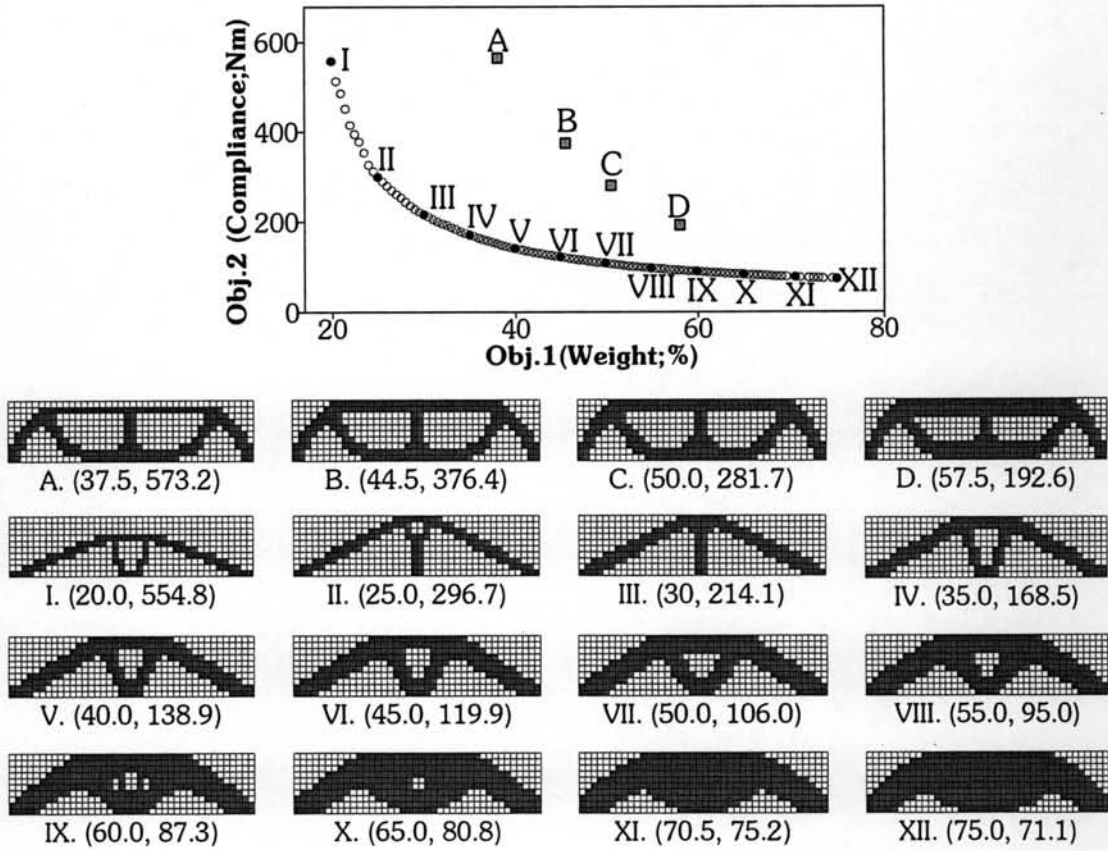 600
400
200
0
Obj.2 (Compliance;Nm)
A
B
C
D
I
II
III
IV
V
VI
VII
VIII
IX
X
XI
XII
20
40
60
80
Obj.1(Weight;%)
A. (37.5, 573.2)
B. (44.5, 376.4)
C. (50.0, 281.7)
D. (57.5, 192.6)
I. (20.0, 554.8)
II. (25.0, 296.7)
III. (30, 214.1)
IV. (35.0, 168.5)
V. (40.0, 138.9)
VI. (45.0, 119.9)
VII. (50.0, 106.0)
VIII. (55.0, 95.0)
IX. (60.0, 87.3)
X. (65.0, 80.8)
XI. (70.5, 75.2)
XII. (75.0, 71.1)